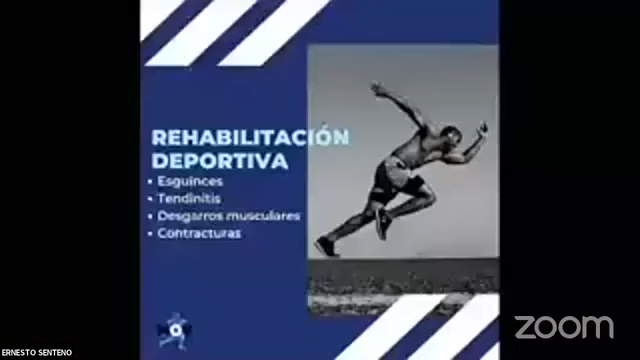 REHABILITACIÓN
DEPORTIVA
• Esguinces
• Tendinitis
• Desgarros musculares
• Contracturas
ERNESTO SENTENO
zoom